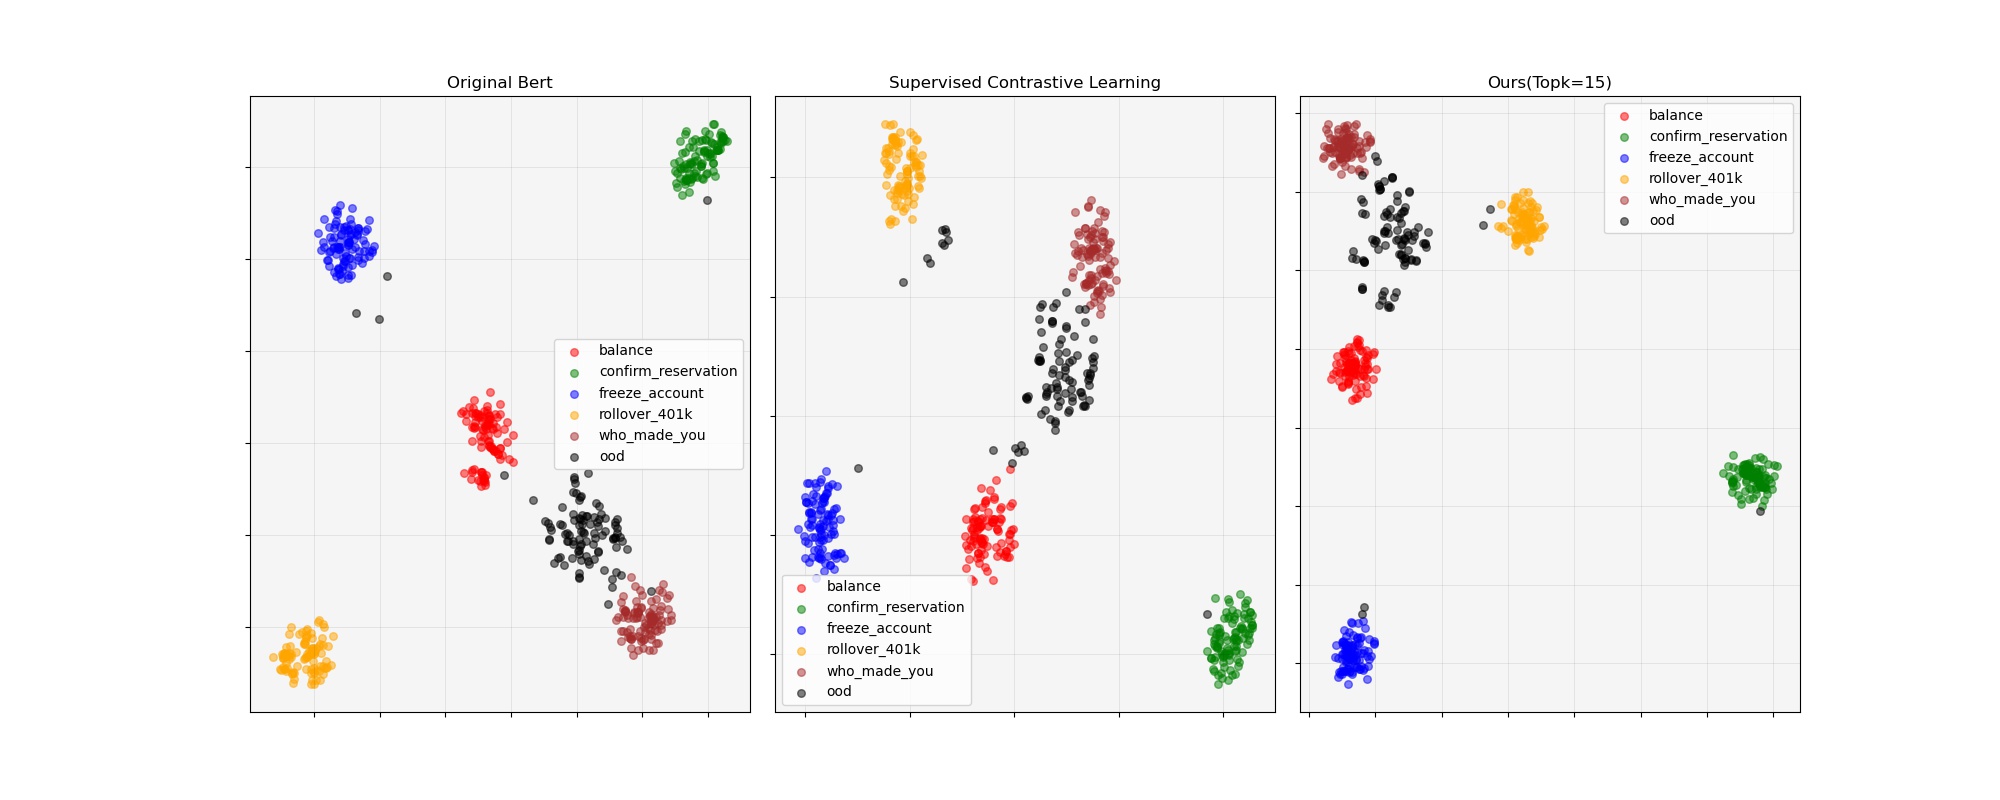 Original Bert
balance
confirm_reservation
freeze_account
rollover_401k
who_made_you
ood
Supervised Contrastive Learning
balance
confirm_reservation
freeze_account
rollover_401k
who_made_you
ood
Ours(Topk=15)
balance
confirm_reservation
freeze_account
rollover_401k
who_made_you
ood